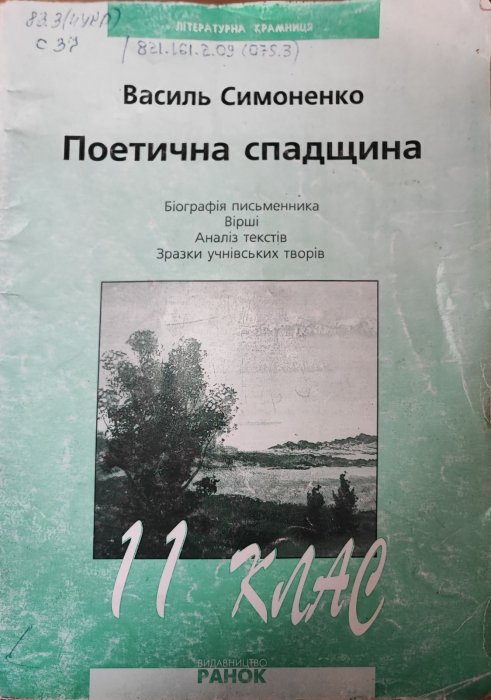 83.3(4УКР)
С 37
821.161.2.09 (075.3)
ЛІТЕРАТУРНА КРАМНИЦЯ
Василь Симоненко
Поетична спадщина
Біографія письменника
Вірші
Аналіз текстів
Зразки учнівських творів
11 КЛАС
ВИДАВНИЦТВО
РАНОК